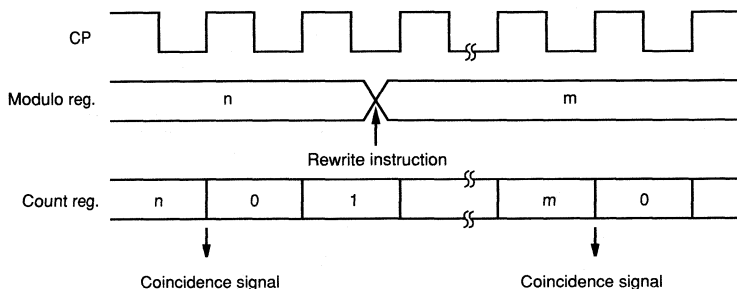 CP
Modulo reg.
n
m
Rewrite instruction
Count reg.
n 0 1 m 0
Coincidence signal
Coincidence signal